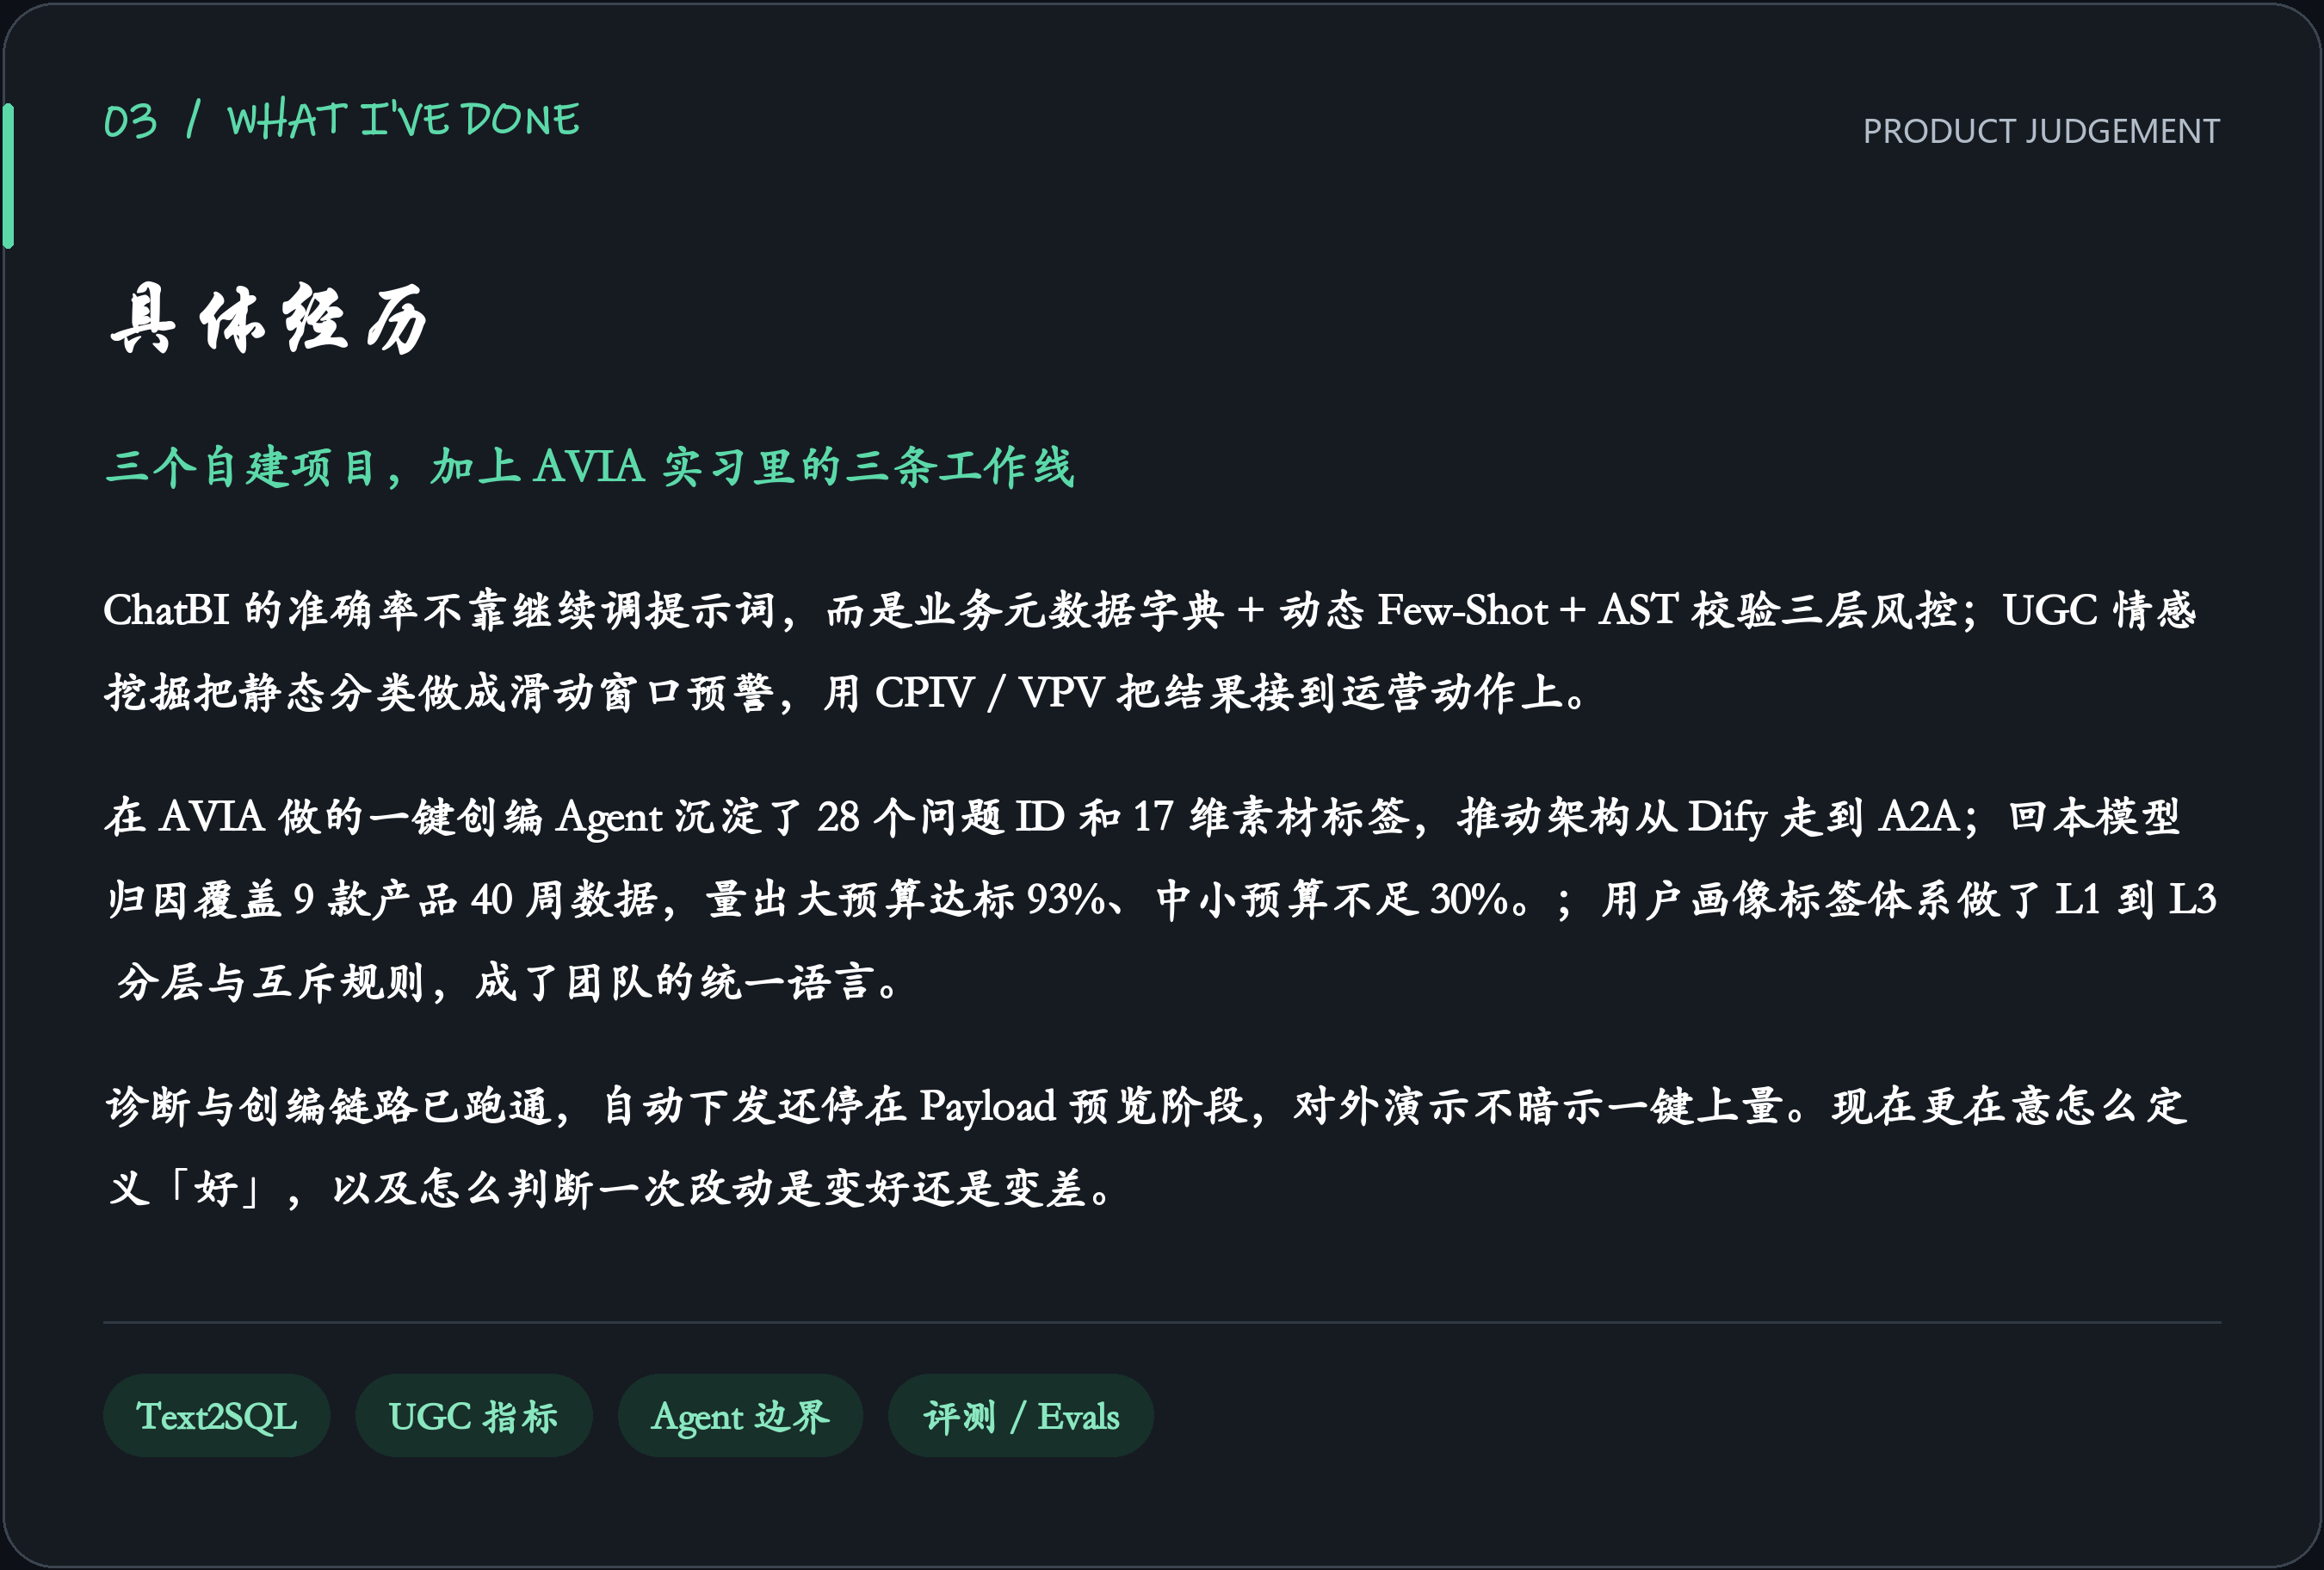 03 / WHAT I'VE DONE
PRODUCT JUDGEMENT
具体经历
三个自建项目，加上 AVIA 实习里的三条工作线
ChatBI 的准确率不靠继续调提示词，而是业务元数据字典 + 动态 Few-Shot + AST 校验三层风控；UGC 情感
挖掘把静态分类做成滑动窗口预警，用 CPIV / VPV 把结果接到运营动作上。
在 AVIA 做的一键创编 Agent 沉淀了 28 个问题 ID 和 17 维素材标签，推动架构从 Dify 走到 A2A；回本模型
归因覆盖 9 款产品 40 周数据，量出大预算达标 93%、中小预算不足 30%。；用户画像标签体系做了 L1 到 L3
分层与互斥规则，成了团队的统一语言。
诊断与创编链路已跑通，自动下发还停在 Payload 预览阶段，对外演示不暗示一键上量。现在更在意怎么定
义「好」，以及怎么判断一次改动是变好还是变差。
Text2SQL
UGC 指标
Agent 边界
评测 / Evals